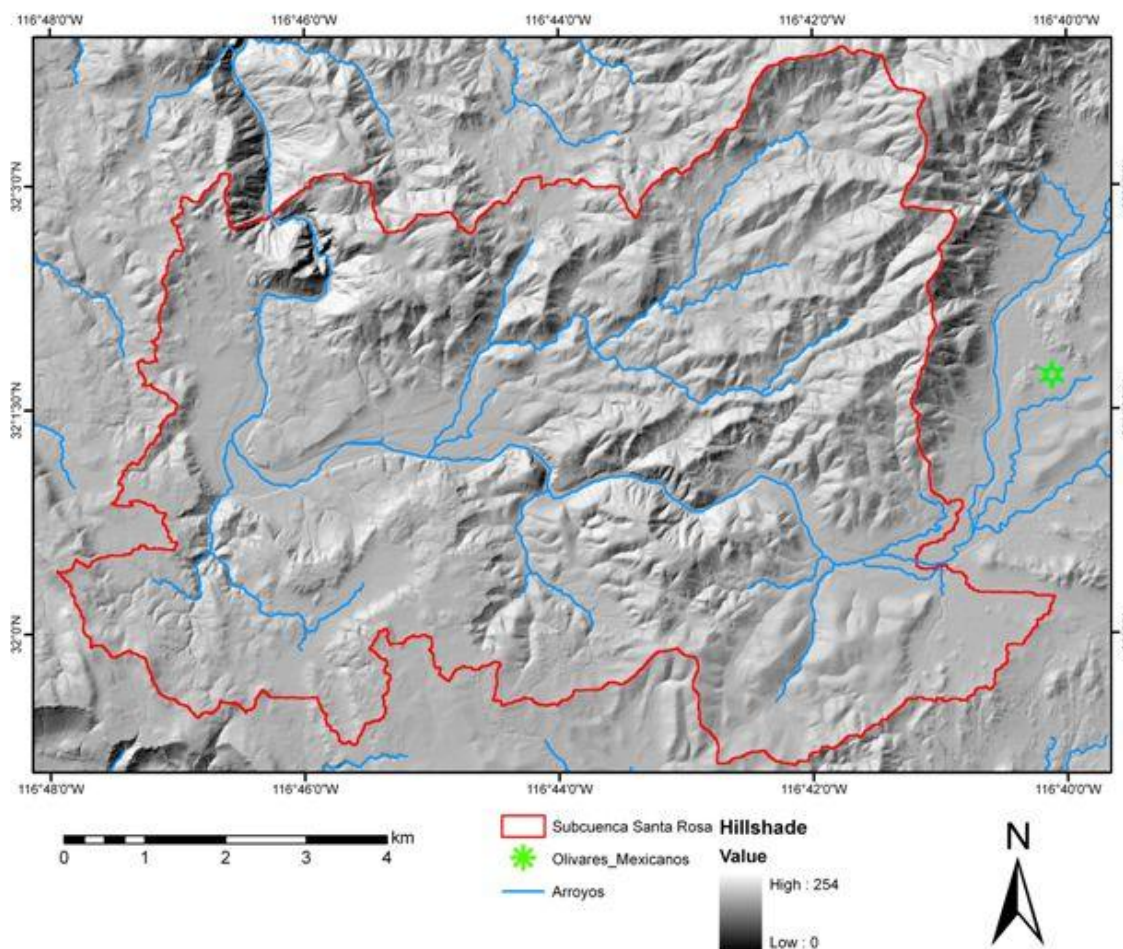 116°48'0"W 116°46'0"W 116°44'0"W 116°42'0"W 116°40'0"W
32°3'0"N
32°1'30"N
32°0'N
116°48'0"W 116°46'0"W 116°44'0"W 116°42'0"W 116°40'0"W
km
0 1 2 3 4
Subcuenca Santa Rosa
Olivares_Mexicanos
Arroyos
Hillshade
Value
High : 254
Low : 0
N